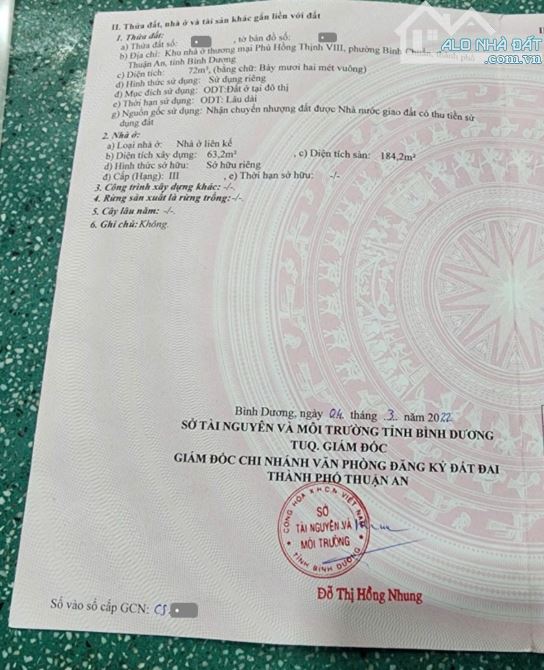 II. Thửa đất, nhà ở và tài sản khác gắn liền với đất
ALO NHÀ ĐẤT
.com.vn
1. Thửa đất:
a) Thửa đất số: , tờ bản đồ số:
b) Địa chỉ: Kho nhà ở thương mại Phú Hồng Thịnh VIII, phường Bình Chuẩn, thành phố
Thuận An, tỉnh Bình Dương
c) Diện tích: 72m², (bằng chữ: Bảy mươi hai mét vuông)
d) Hình thức sử dụng: Sử dụng riêng
đ) Mục đích sử dụng: ODT:Đất ở tại đô thị
e) Thời hạn sử dụng: ODT: Lâu dài
g) Nguồn gốc sử dụng: Nhận chuyển nhượng đất được Nhà nước giao đất có thu tiền sử
dụng đất
2. Nhà ở:
a) Loại nhà ở: Nhà ở liên kế
b) Diện tích xây dựng: 63,2m² , c) Diện tích sàn: 184,2m²
d) Hình thức sở hữu: Sở hữu riêng
đ) Cấp (Hạng): III , e) Thời hạn sở hữu: -/-
3. Công trình xây dựng khác: -/-.
4. Rừng sản xuất là rừng trồng:-/-.
5. Cây lâu năm: -/-.
6. Ghi chú:Không.
Bình Dương, ngày 04 tháng 3 năm 2022
SỞ TÀI NGUYÊN VÀ MÔI TRƯỜNG TỈNH BÌNH DƯƠNG
TUQ. GIÁM ĐỐC
GIÁM ĐỐC CHI NHÁNH VĂN PHÒNG ĐĂNG KÝ ĐẤT ĐAI
THÀNH PHỐ THUẬN AN
CỘNG HÒA X.H.C.N VIỆT NAM
SỞ
TÀI NGUYÊN VÀ
MÔI TRƯỜNG
TỈNH BÌNH DƯƠNG
Đỗ Thị Hồng Nhung
Số vào sổ cấp GCN: CS